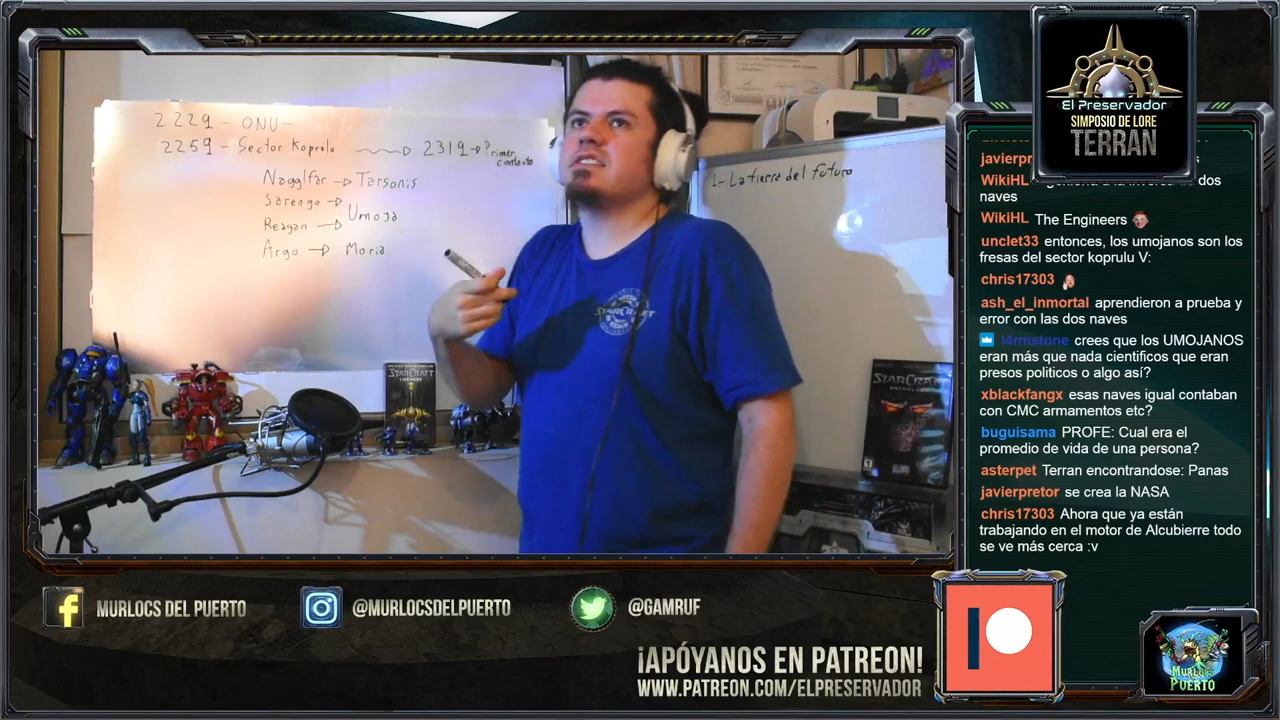 2229 - ONU -
2259 - Sector Koprulu → 2319 → Primer
contacto
Nagglfar → Tarsonis
Sarengo →
Umoja
Reagan →
Argo → Moria
1- La tierra del futuro
STARCRAFT
STARCRAFT
STARCRAFT
El Preservador
SIMPOSIO DE LORE
TERRAN
javierpr
WikiHL
dos
naves
WikiHL The Engineers
unclet33 entonces, los umojanos son los
fresas del sector koprulu V:
chris17303
ash_el_inmortal aprendieron a prueba y
error con las dos naves
l4rmstone crees que los UMOJANOS
eran más que nada cientificos que eran
presos politicos o algo así?
xblackfangx esas naves igual contaban
con CMC armamentos etc?
buguisama PROFE: Cual era el
promedio de vida de una persona?
asterpet Terran encontrandose: Panas
javierpretor se crea la NASA
chris17303 Ahora que ya están
trabajando en el motor de Alcubierre todo
se ve más cerca :v
MURLOCS DEL PUERTO
@MURLOCSDELPUERTO
@GAMRUF
¡APÓYANOS EN PATREON!
WWW.PATREON.COM/ELPRESERVADOR
MURLOCS
PUERTO